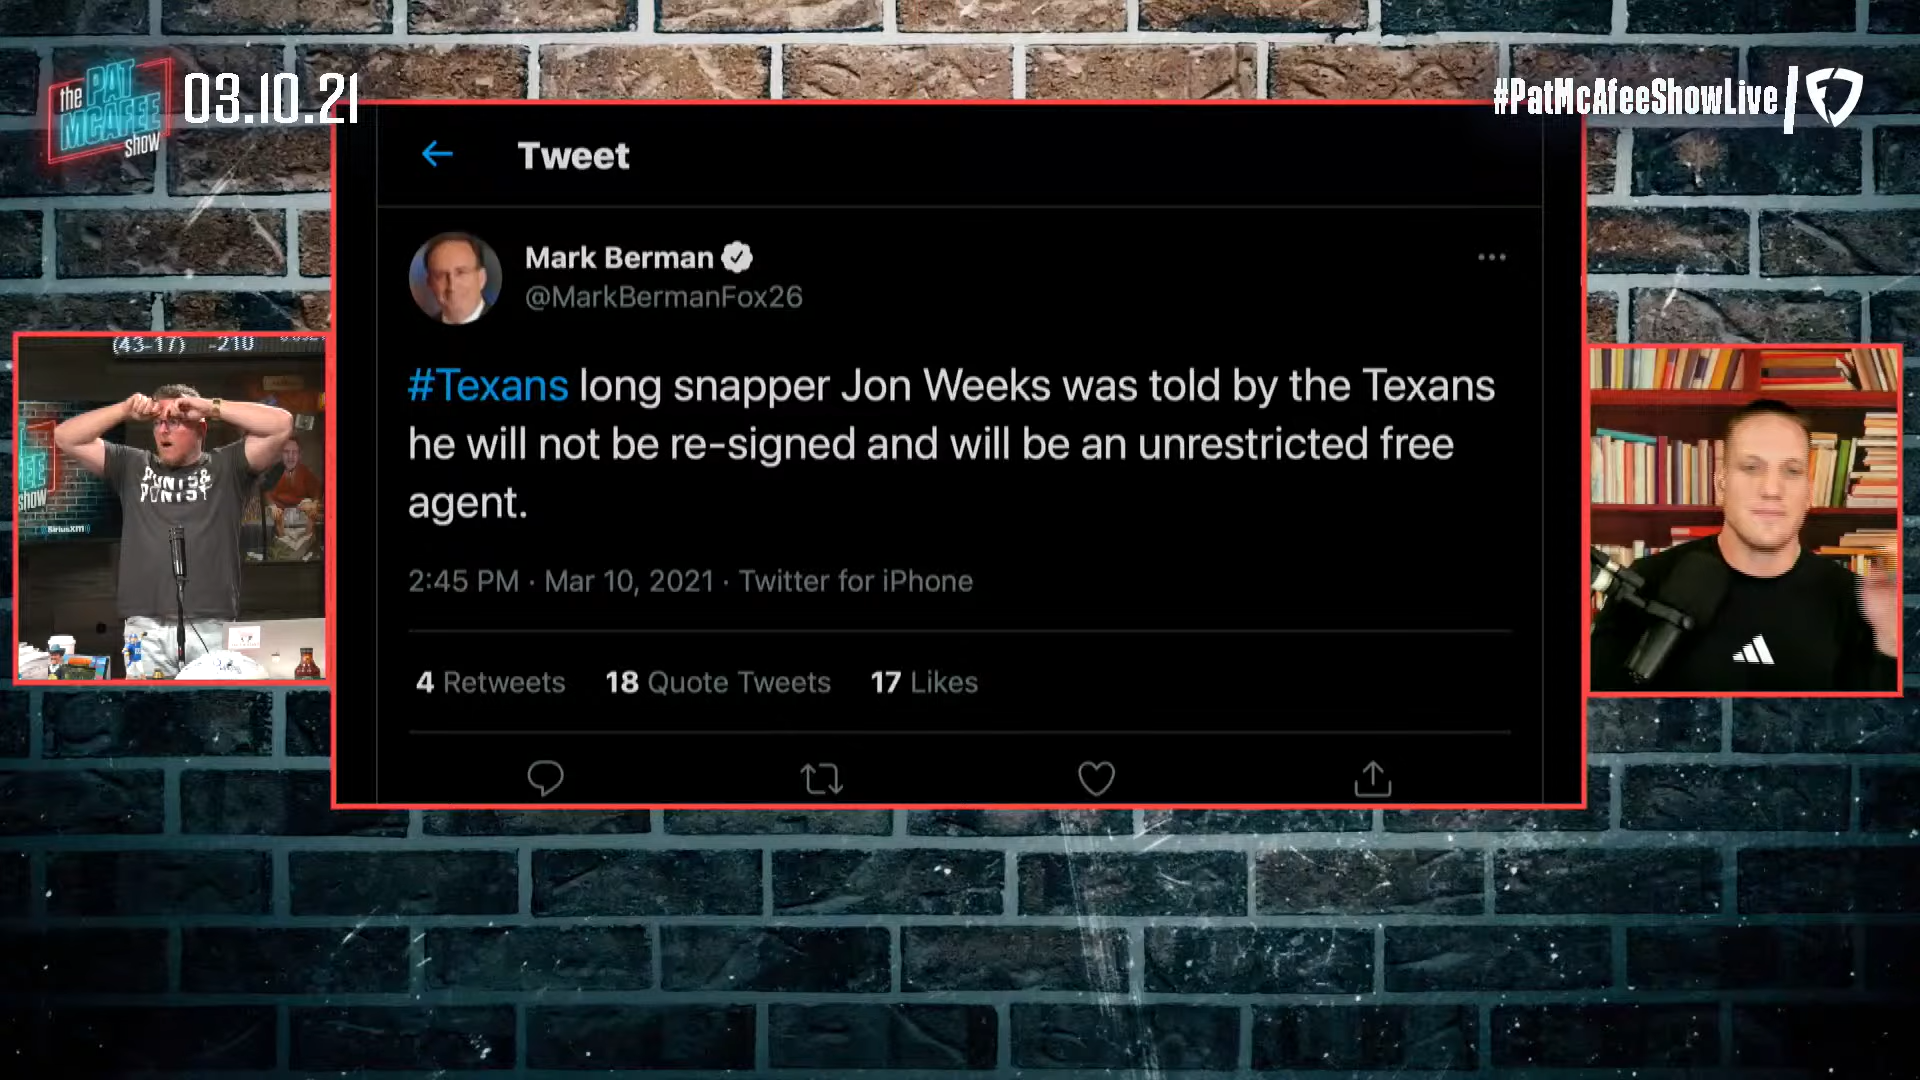 the PAT
MCAFEE
show
03.10.21
#PatMcAfeeShowLive
Tweet
Mark Berman
@MarkBermanFox26
#Texans long snapper Jon Weeks was told by the Texans
he will not be re-signed and will be an unrestricted free
agent.
2:45 PM · Mar 10, 2021 · Twitter for iPhone
4 Retweets 18 Quote Tweets 17 Likes
(43-17) -210
show
SiriusXM